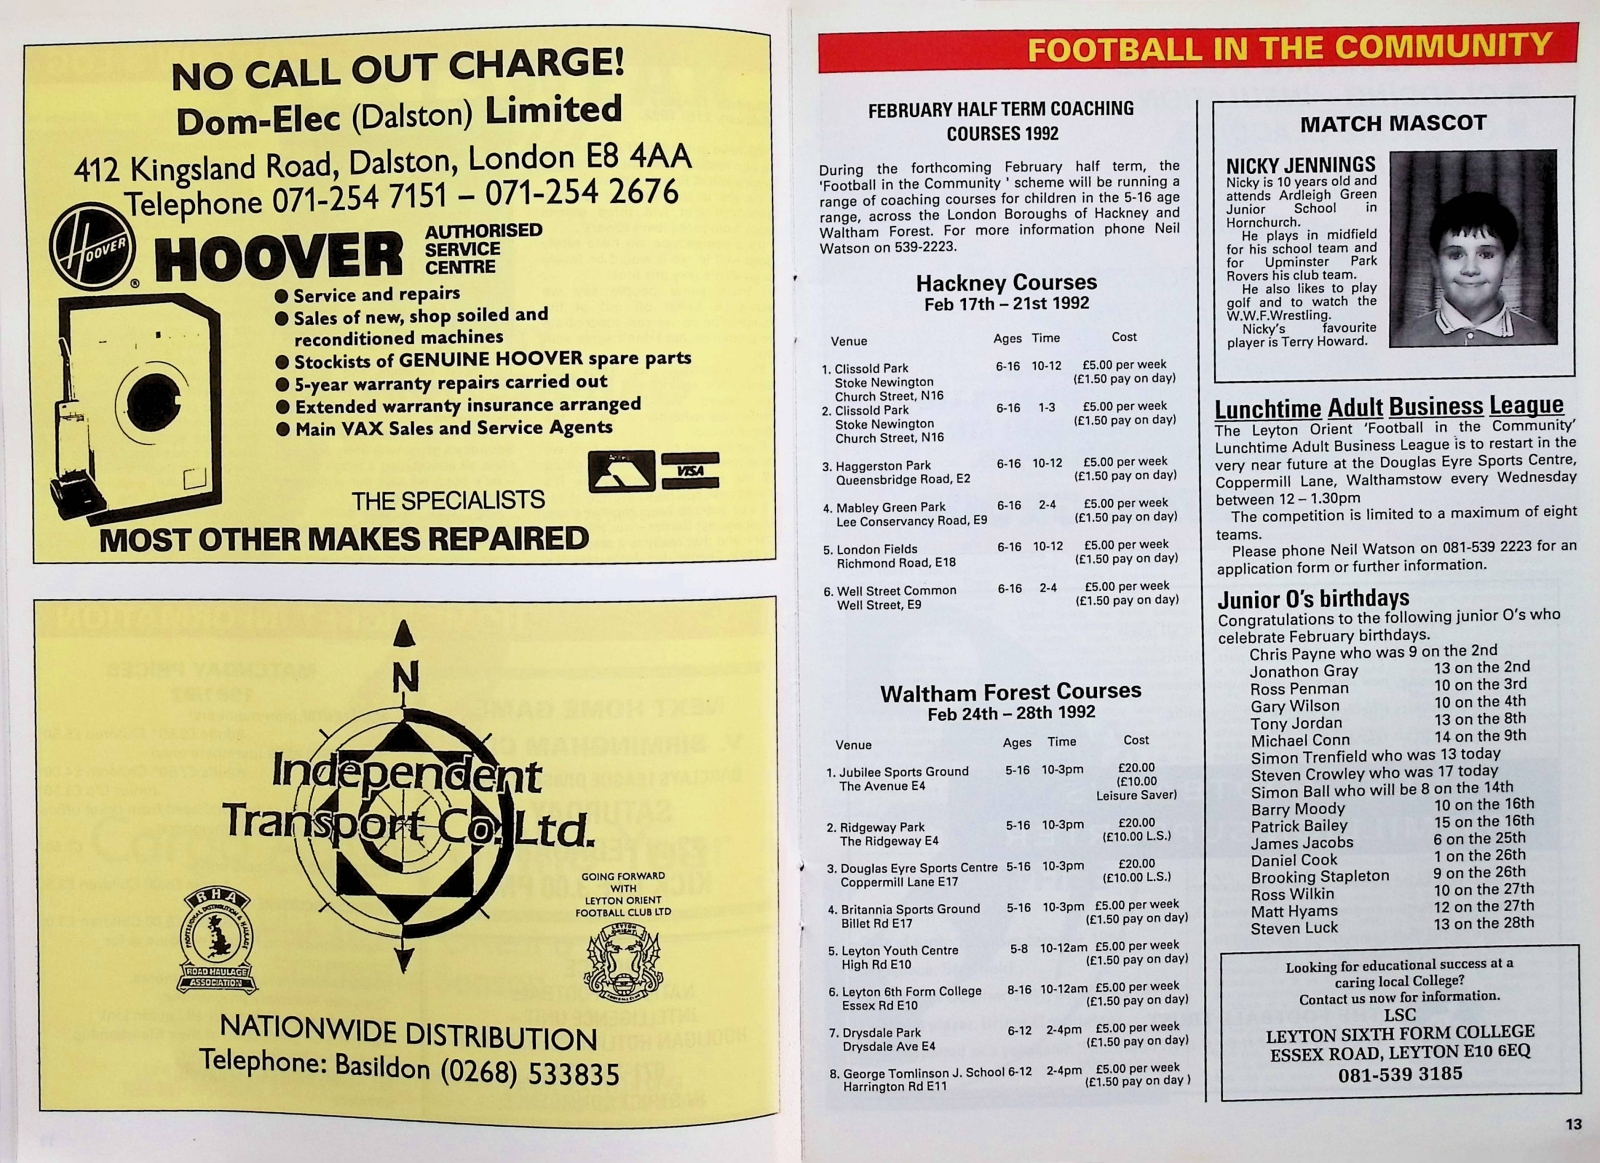 NO CALL OUT CHARGE!
Dom-Elec (Dalston) Limited
412 Kingsland Road, Dalston, London E8 4AA
Telephone 071-254 7151 – 071-254 2676
HOOVER
®
HOOVER
AUTHORISED
SERVICE
CENTRE
● Service and repairs
● Sales of new, shop soiled and
reconditioned machines
● Stockists of GENUINE HOOVER spare parts
● 5-year warranty repairs carried out
● Extended warranty insurance arranged
● Main VAX Sales and Service Agents
VISA
THE SPECIALISTS
MOST OTHER MAKES REPAIRED
N
Independent
Transport Co. Ltd.
GOING FORWARD
WITH
LEYTON ORIENT
FOOTBALL CLUB LTD
RHA
PROFESSIONAL DISTRIBUTION & HAULAGE
ROAD HAULAGE
ASSOCIATION
LEYTON
ORIENT
NATIONWIDE DISTRIBUTION
Telephone: Basildon (0268) 533835
FOOTBALL IN THE COMMUNITY
FEBRUARY HALF TERM COACHING
COURSES 1992
During the forthcoming February half term, the
'Football in the Community ' scheme will be running a
range of coaching courses for children in the 5-16 age
range, across the London Boroughs of Hackney and
Waltham Forest. For more information phone Neil
Watson on 539-2223.
Hackney Courses
Feb 17th – 21st 1992
Venue Ages Time Cost
1. Clissold Park 6-16 10-12 £5.00 per week
Stoke Newington (£1.50 pay on day)
Church Street, N16
2. Clissold Park 6-16 1-3 £5.00 per week
Stoke Newington (£1.50 pay on day)
Church Street, N16
3. Haggerston Park 6-16 10-12 £5.00 per week
Queensbridge Road, E2 (£1.50 pay on day)
4. Mabley Green Park 6-16 2-4 £5.00 per week
Lee Conservancy Road, E9 (£1.50 pay on day)
5. London Fields 6-16 10-12 £5.00 per week
Richmond Road, E18 (£1.50 pay on day)
6. Well Street Common 6-16 2-4 £5.00 per week
Well Street, E9 (£1.50 pay on day)
Waltham Forest Courses
Feb 24th – 28th 1992
Venue Ages Time Cost
1. Jubilee Sports Ground 5-16 10-3pm £20.00
The Avenue E4 (£10.00
Leisure Saver)
2. Ridgeway Park 5-16 10-3pm £20.00
The Ridgeway E4 (£10.00 L.S.)
3. Douglas Eyre Sports Centre 5-16 10-3pm £20.00
Coppermill Lane E17 (£10.00 L.S.)
4. Britannia Sports Ground 5-16 10-3pm £5.00 per week
Billet Rd E17 (£1.50 pay on day)
5. Leyton Youth Centre 5-8 10-12am £5.00 per week
High Rd E10 (£1.50 pay on day)
6. Leyton 6th Form College 8-16 10-12am £5.00 per week
Essex Rd E10 (£1.50 pay on day)
7. Drysdale Park 6-12 2-4pm £5.00 per week
Drysdale Ave E4 (£1.50 pay on day)
8. George Tomlinson J. School 6-12 2-4pm £5.00 per week
Harrington Rd E11 (£1.50 pay on day )
MATCH MASCOT
NICKY JENNINGS
Nicky is 10 years old and
attends Ardleigh Green
Junior School in
Hornchurch.
He plays in midfield
for his school team and
for Upminster Park
Rovers his club team.
He also likes to play
golf and to watch the
W.W.F.Wrestling.
Nicky's favourite
player is Terry Howard.
Lunchtime Adult Business League
The Leyton Orient 'Football in the Community'
Lunchtime Adult Business League is to restart in the
very near future at the Douglas Eyre Sports Centre,
Coppermill Lane, Walthamstow every Wednesday
between 12 – 1.30pm
The competition is limited to a maximum of eight
teams.
Please phone Neil Watson on 081-539 2223 for an
application form or further information.
Junior O's birthdays
Congratulations to the following junior O's who
celebrate February birthdays.
Chris Payne who was 9 on the 2nd
Jonathon Gray 13 on the 2nd
Ross Penman 10 on the 3rd
Gary Wilson 10 on the 4th
Tony Jordan 13 on the 8th
Michael Conn 14 on the 9th
Simon Trenfield who was 13 today
Steven Crowley who was 17 today
Simon Ball who will be 8 on the 14th
Barry Moody 10 on the 16th
Patrick Bailey 15 on the 16th
James Jacobs 6 on the 25th
Daniel Cook 1 on the 26th
Brooking Stapleton 9 on the 26th
Ross Wilkin 10 on the 27th
Matt Hyams 12 on the 27th
Steven Luck 13 on the 28th
Looking for educational success at a
caring local College?
Contact us now for information.
LSC
LEYTON SIXTH FORM COLLEGE
ESSEX ROAD, LEYTON E10 6EQ
081-539 3185
13